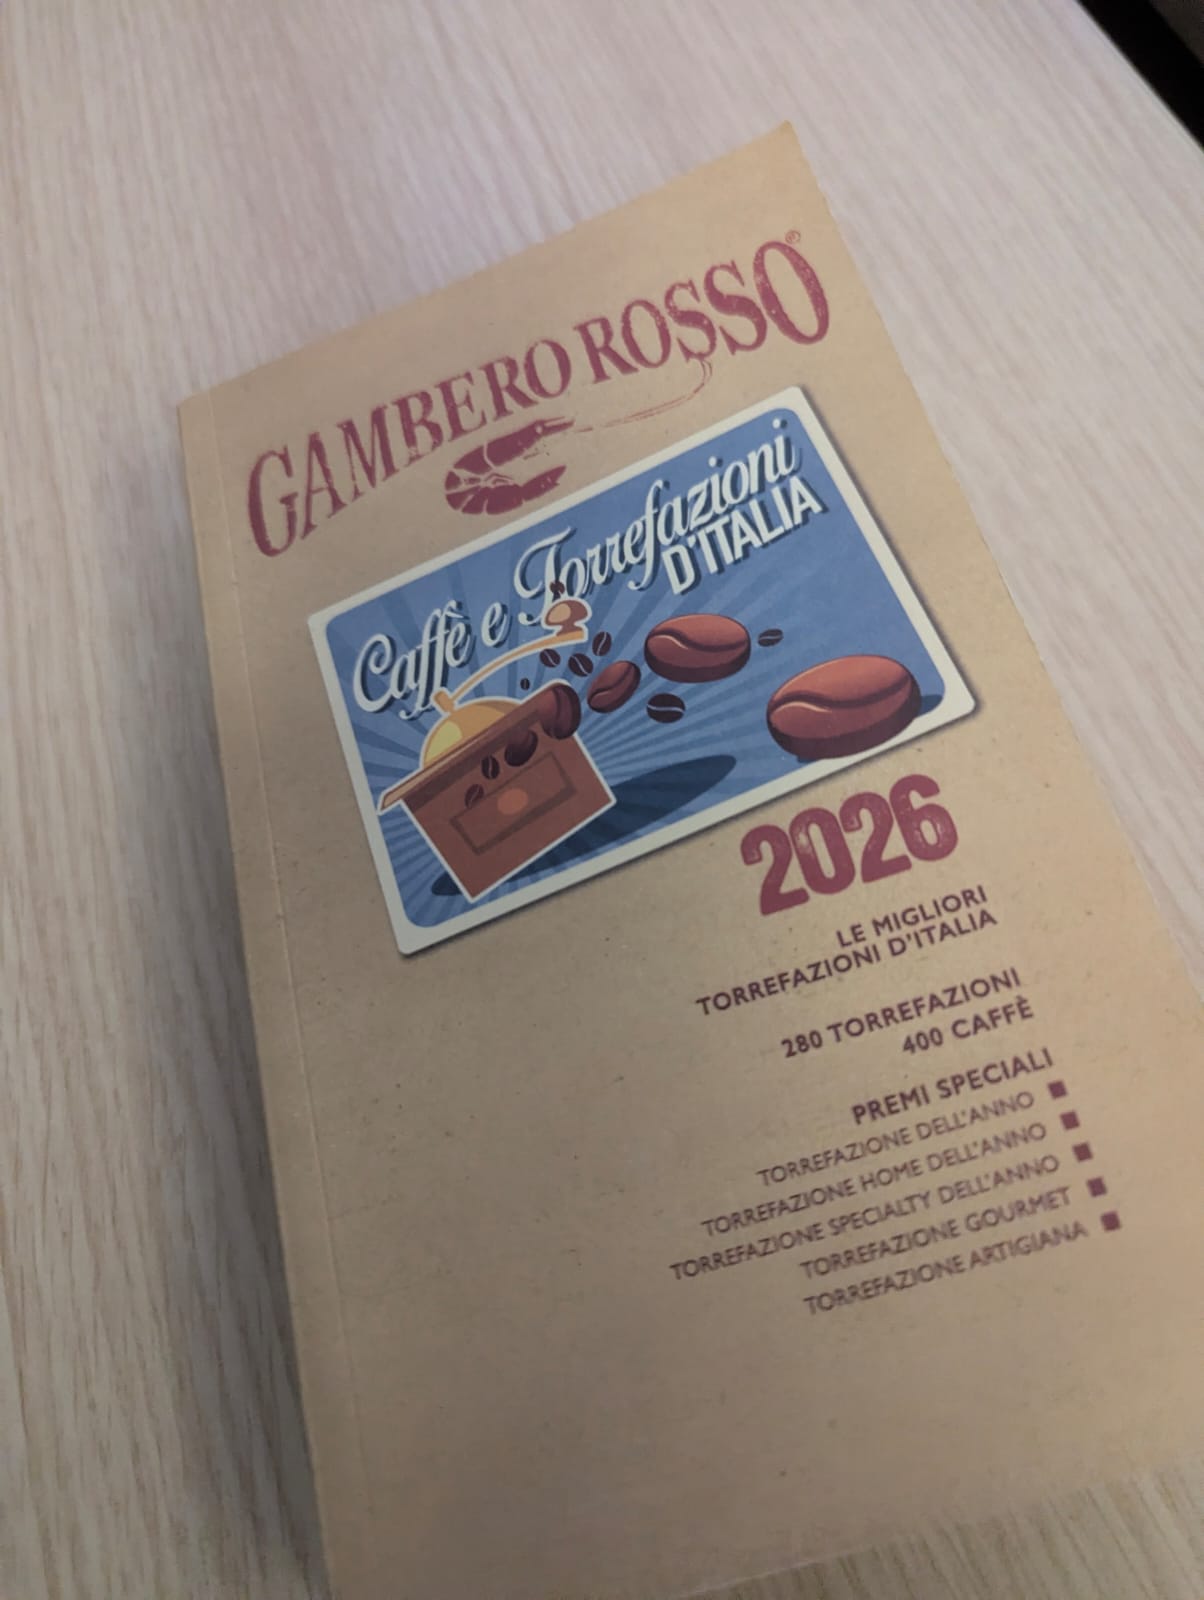 GAMBERO ROSSO®
Caffè e Torrefazioni
D'ITALIA
2026
LE MIGLIORI
TORREFAZIONI D'ITALIA
280 TORREFAZIONI
400 CAFFÈ
PREMI SPECIALI
TORREFAZIONE DELL'ANNO ■
TORREFAZIONE HOME DELL'ANNO ■
TORREFAZIONE SPECIALTY DELL'ANNO ■
TORREFAZIONE GOURMET ■
TORREFAZIONE ARTIGIANA ■